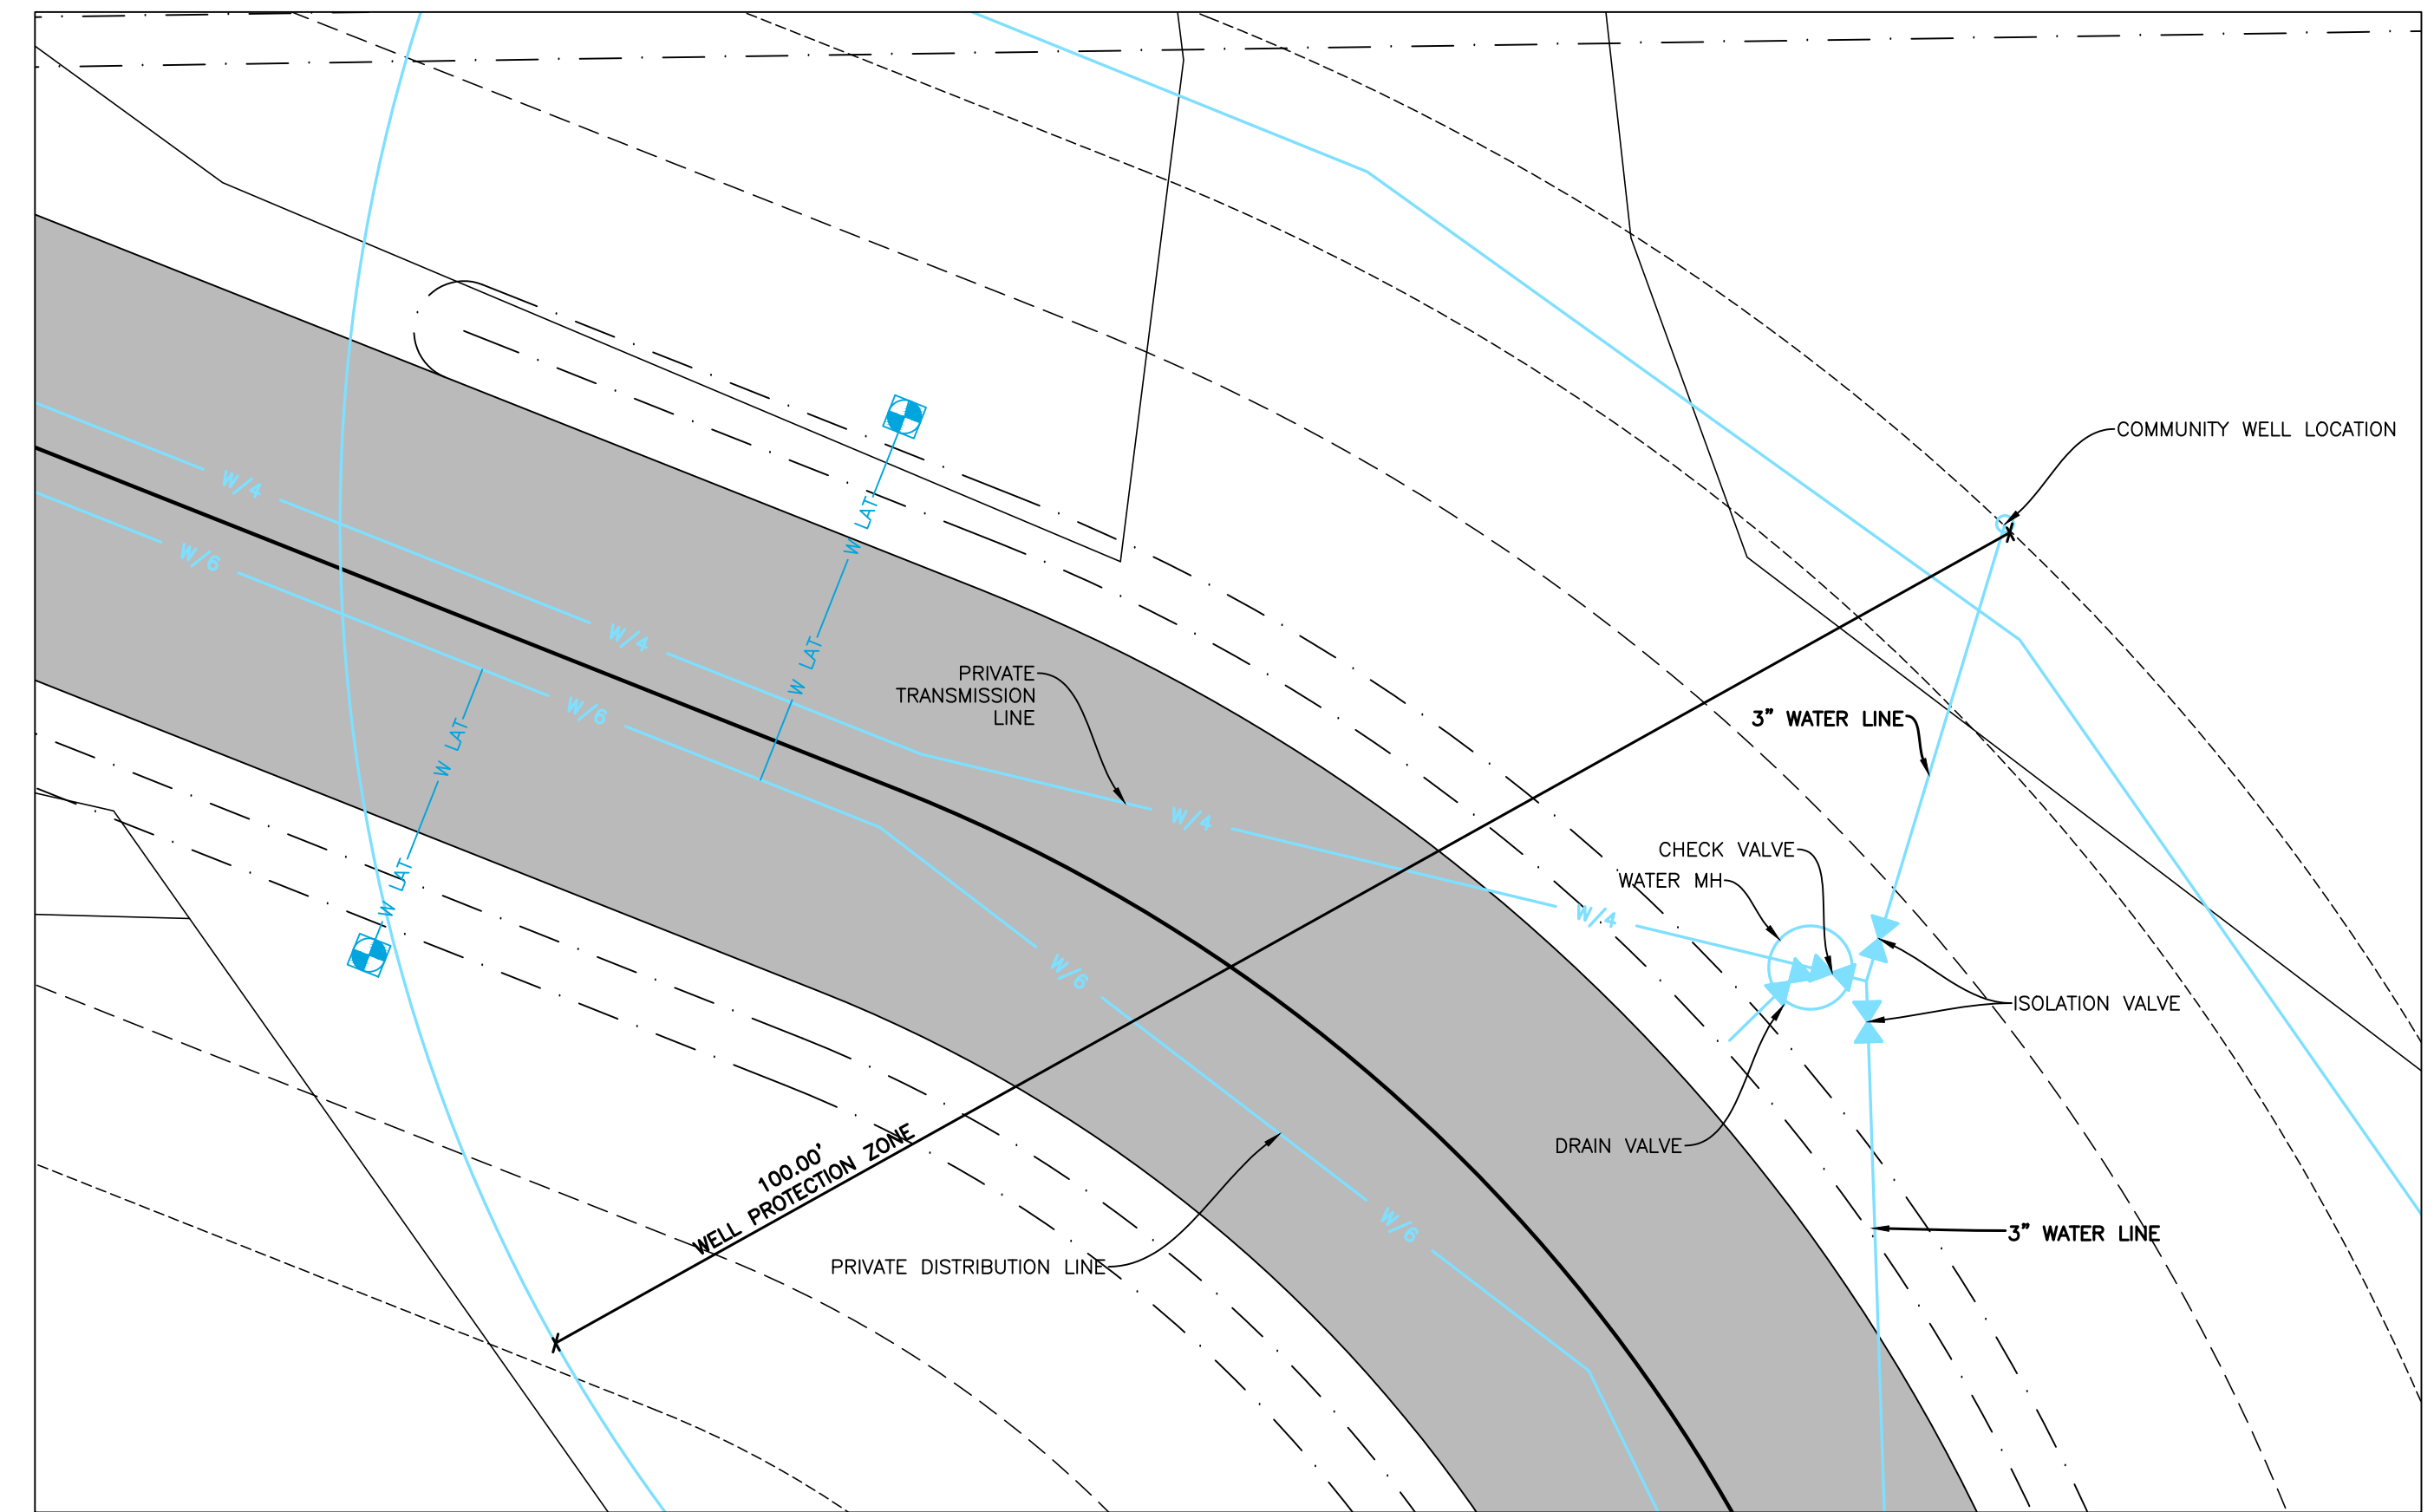 COMMUNITY WELL LOCATION
W/4
W/6
W LAT
W LAT
W/4
W/6
W LAT
W LAT
PRIVATE
TRANSMISSION
LINE
3" WATER LINE
W/4
CHECK VALVE
WATER MH
W/4
W/6
ISOLATION VALVE
DRAIN VALVE
100.00'
WELL PROTECTION ZONE
W/6
3" WATER LINE
PRIVATE DISTRIBUTION LINE